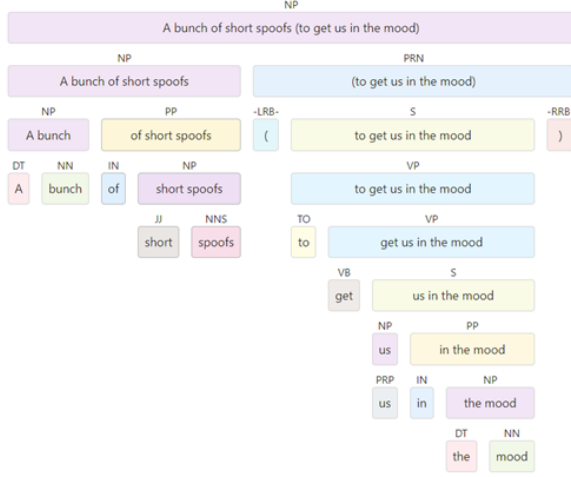 NP
A bunch of short spoofs (to get us in the mood)
NP PRN
A bunch of short spoofs (to get us in the mood)
NP PP -LRB- S -RRB
A bunch of short spoofs ( to get us in the mood )
DT NN IN NP VP
A bunch of short spoofs to get us in the mood
JJ NNS TO VP
short spoofs to get us in the mood
VB S
get us in the mood
NP PP
us in the mood
PRP IN NP
us in the mood
DT NN
the mood